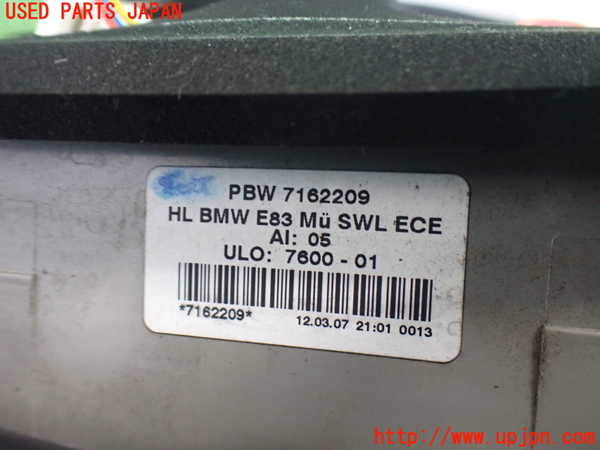 USED PARTS JAPAN
PBW 7162209
HL BMW E83 Mü SWL ECE
AI: 05
ULO: 7600 - 01
*7162209*
12.03.07 21:01 0013
http://www.upjpn.com/